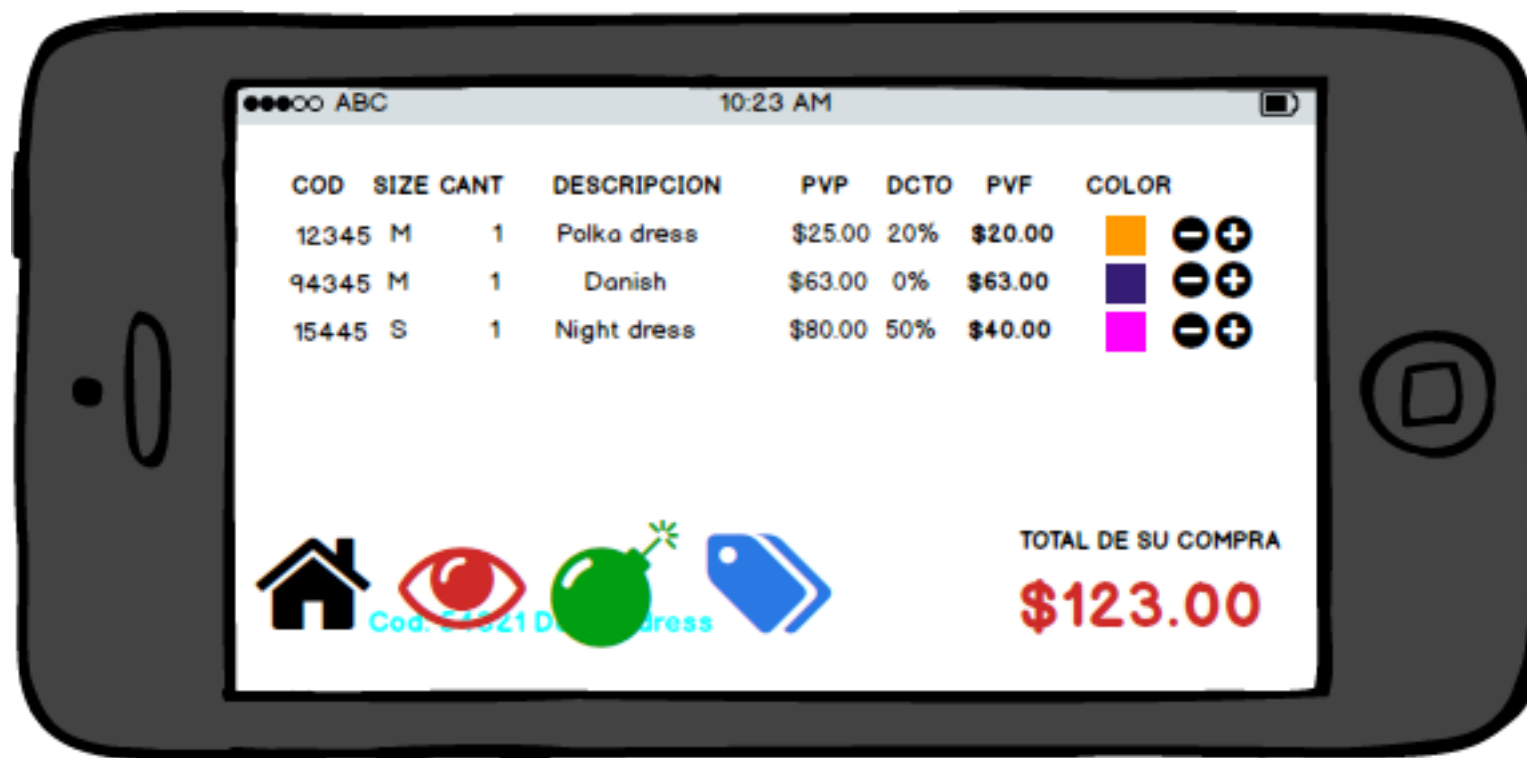 ABC 10:23 AM
COD SIZE CANT DESCRIPCION PVP DCTO PVF COLOR
12345 M 1 Polka dress $25.00 20% $20.00
94345 M 1 Danish $63.00 0% $63.00
15445 S 1 Night dress $80.00 50% $40.00
TOTAL DE SU COMPRA
$123.00
Cod.